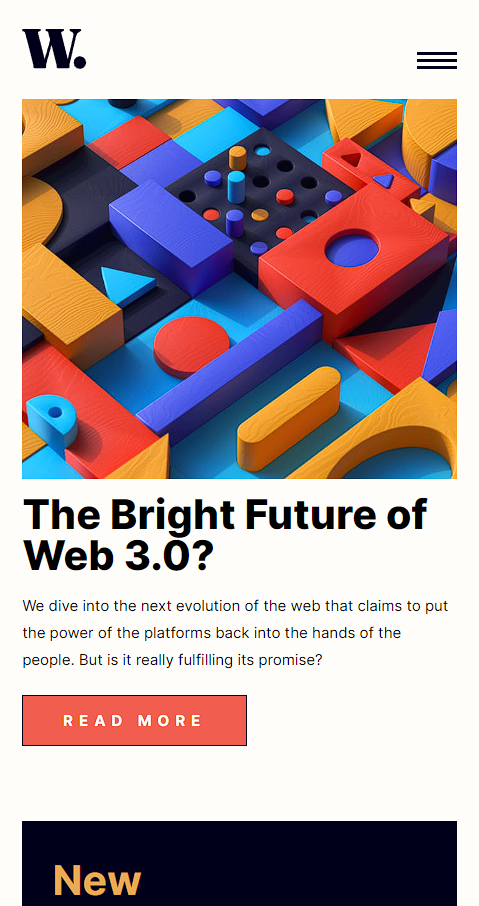 W.
The Bright Future of
Web 3.0?
We dive into the next evolution of the web that claims to put
the power of the platforms back into the hands of the
people. But is it really fulfilling its promise?
READ MORE
New